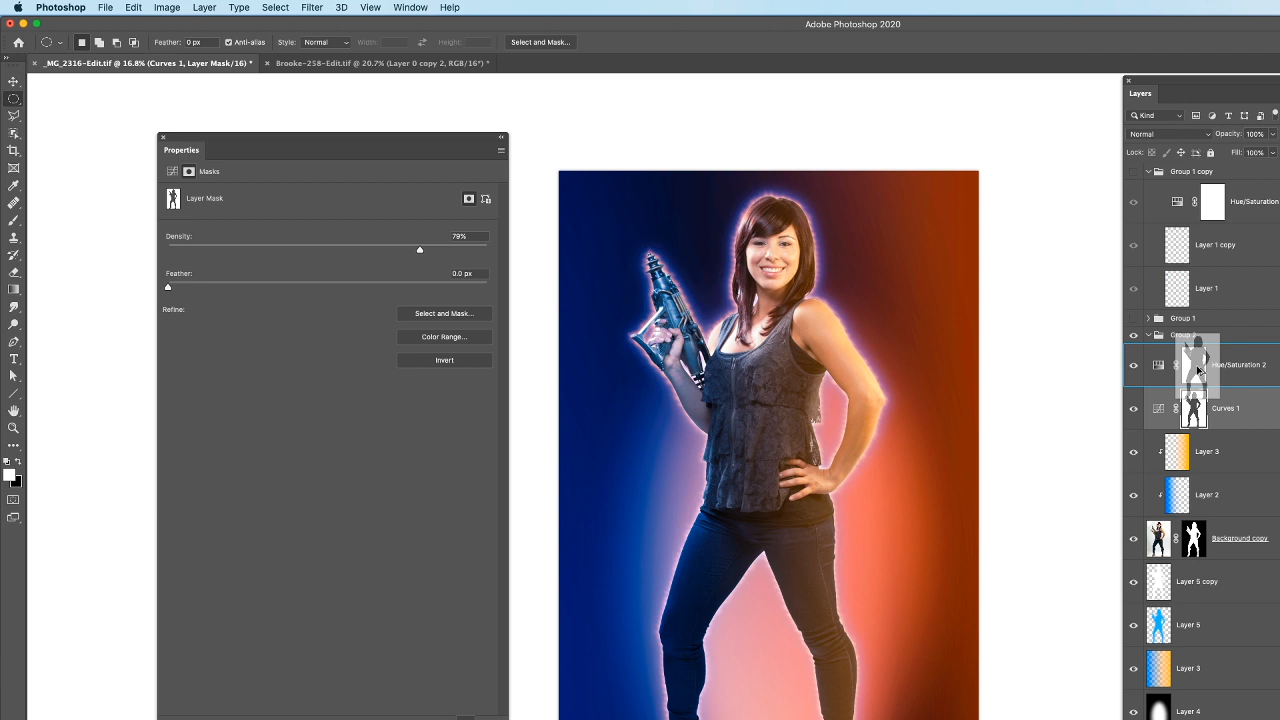 Photoshop File Edit Image Layer Type Select Filter 3D View Window Help
Adobe Photoshop 2020
Feather: 0 px Anti-alias Style: Normal Width: Height: Select and Mask...
_MG_2316-Edit.tif @ 16.8% (Curves 1, Layer Mask/16) * Brooke-258-Edit.tif @ 20.7% (Layer 0 copy 2, RGB/16*) *
Layers
Kind
Normal Opacity: 100%
Lock: Fill: 100%
Group 1 copy
Hue/Saturation
Layer 1 copy
Layer 1
Group 1
Group 2
Hue/Saturation 2
Curves 1
Layer 3
Layer 2
Background copy
Layer 5 copy
Layer 5
Layer 3
Layer 4
Properties
Masks
Layer Mask
Density: 79%
Feather: 0.0 px
Refine: Select and Mask...
Color Range...
Invert